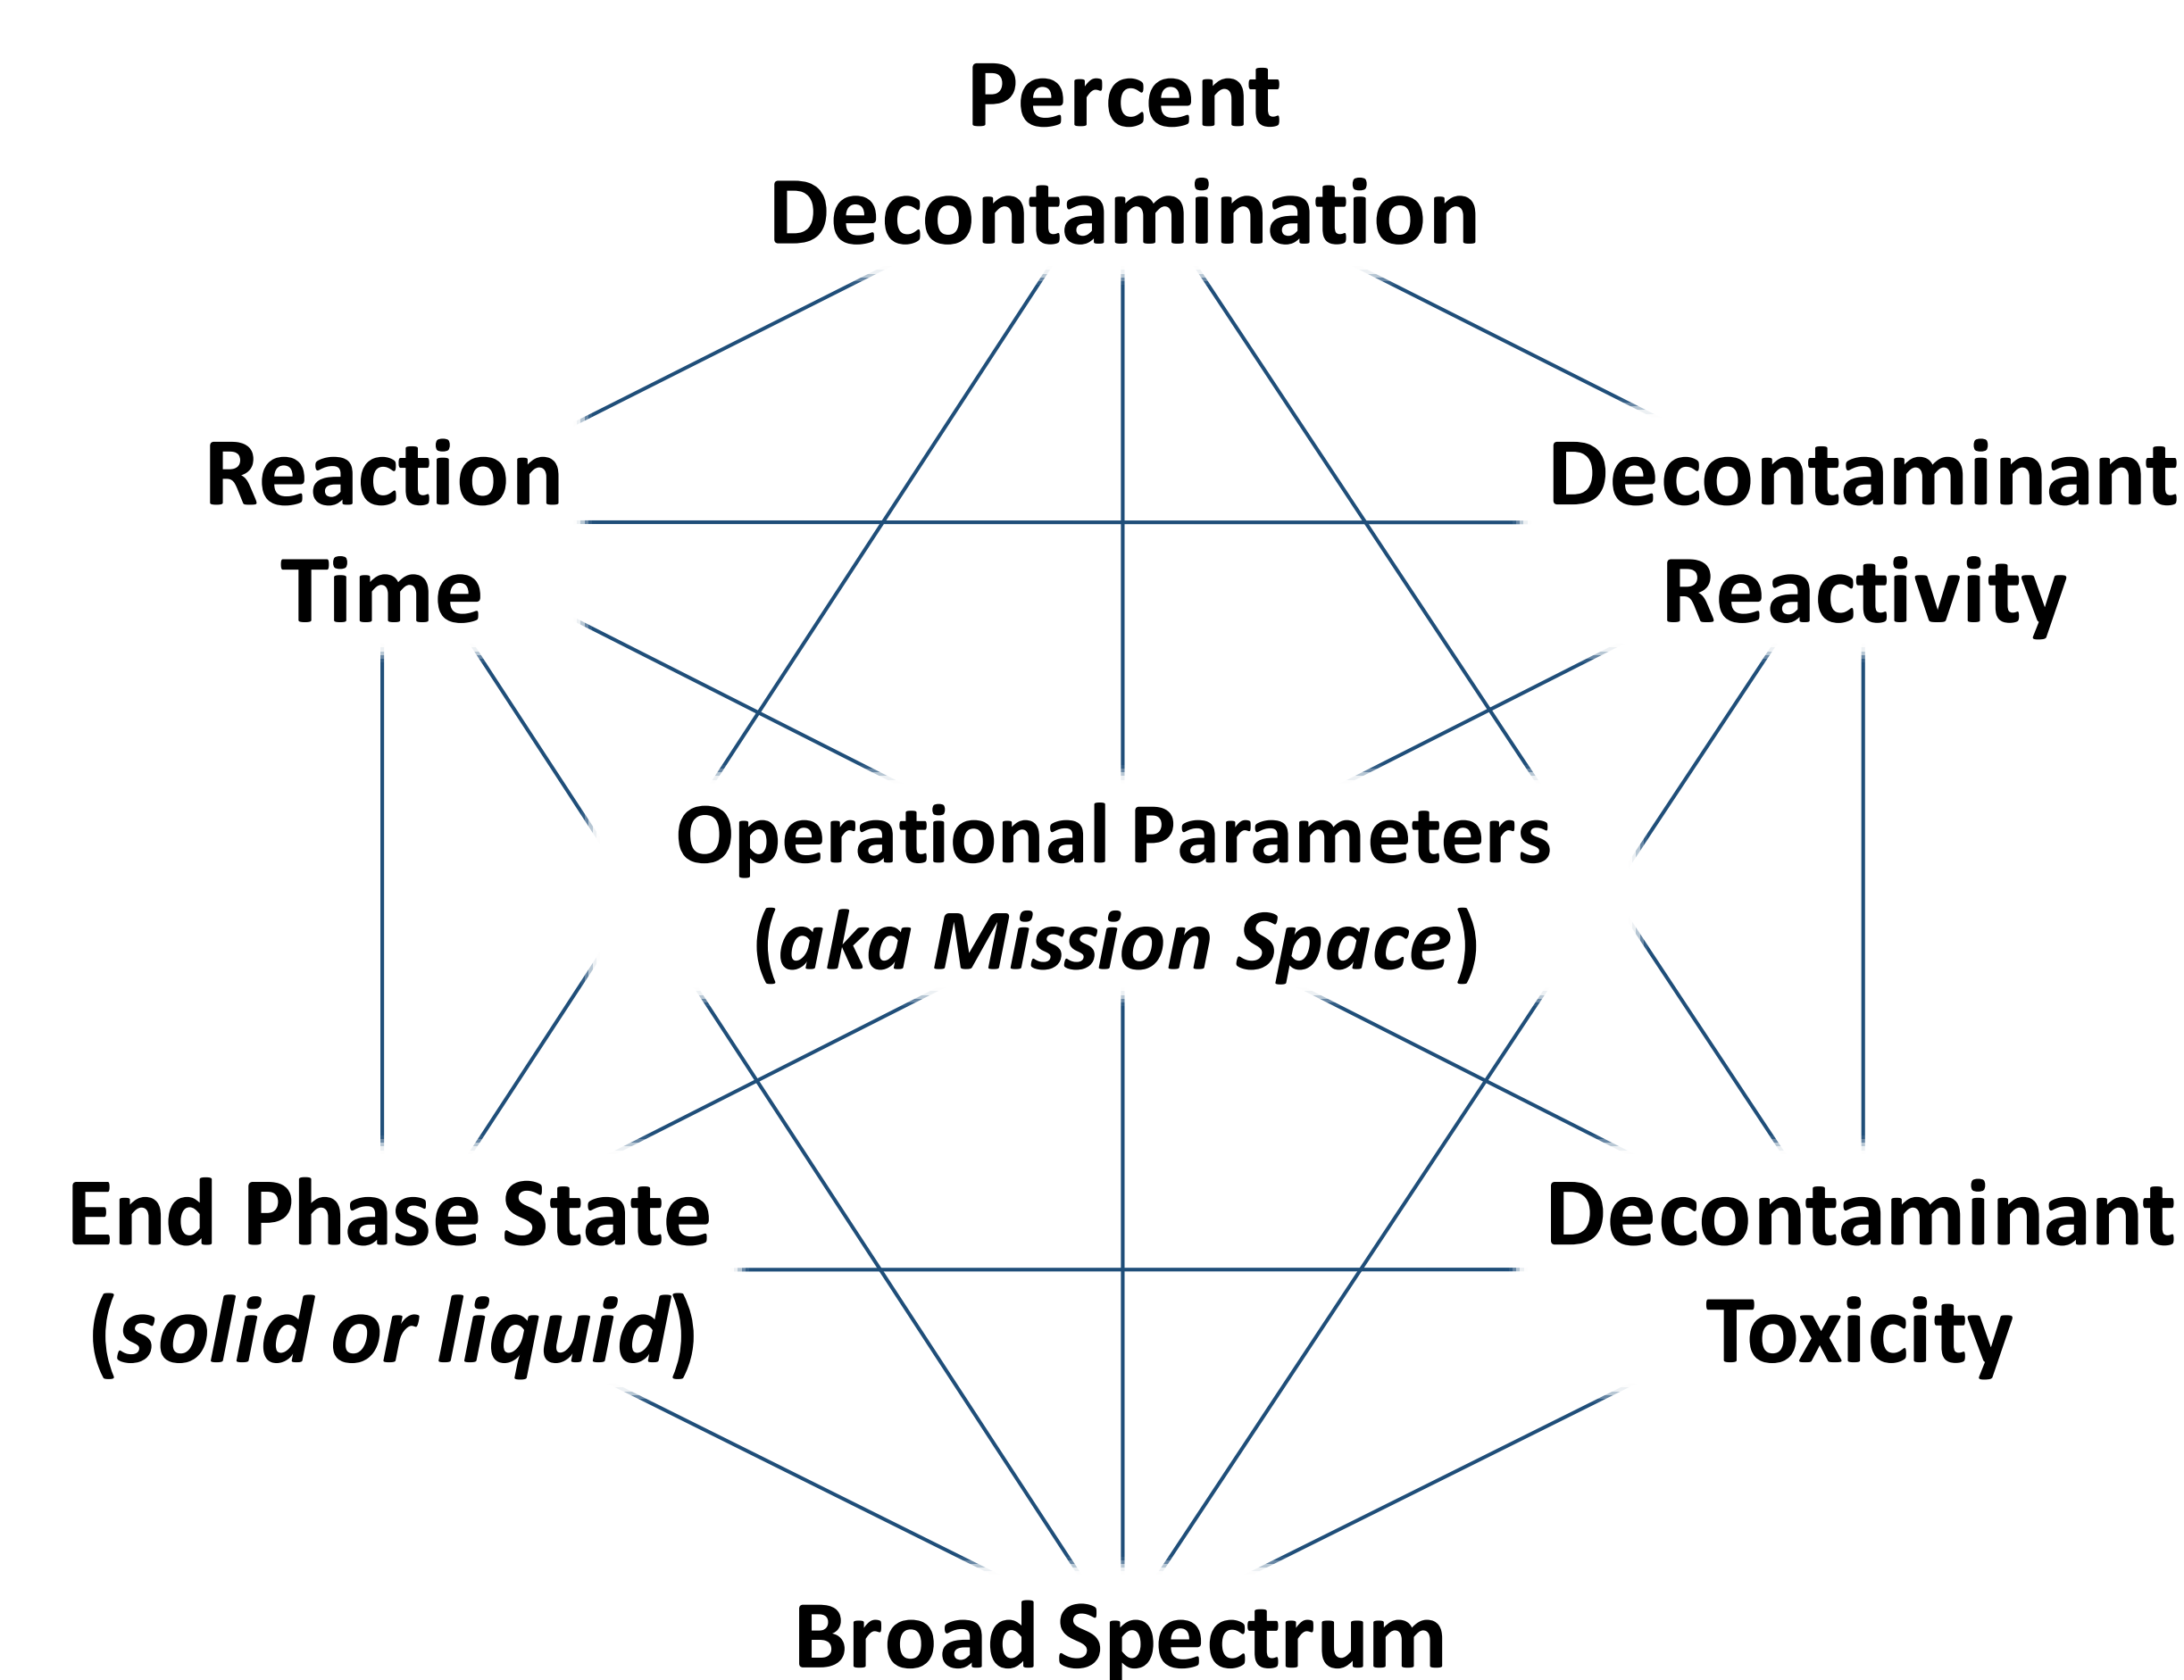 Percent
Decontamination
Reaction
Time
Decontaminant
Reactivity
Operational Parameters
(aka Mission Space)
End Phase State
(solid or liquid)
Decontaminant
Toxicity
Broad Spectrum